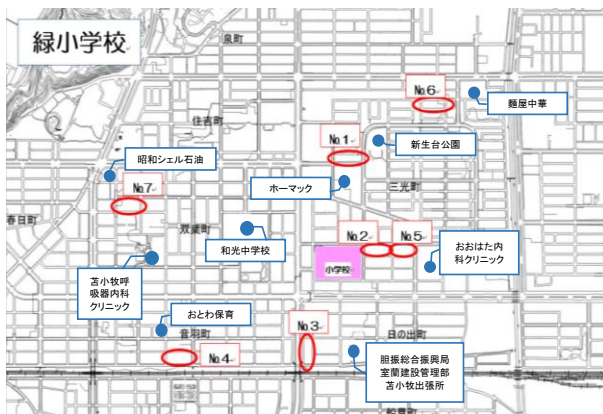 緑小学校
泉町
No.6
麺屋中華
住吉町
No.1
新生台公園
昭和シェル石油
ホーマック
三光町
No.7
春日町
双葉町
和光中学校
No.2
No.5
おおはた内
科クリニック
小学校
苫小牧呼
吸器内科
クリニック
おとわ保育
音羽町
No.3
日の出町
No.4
胆振総合振興局
室蘭建設管理部
苫小牧出張所